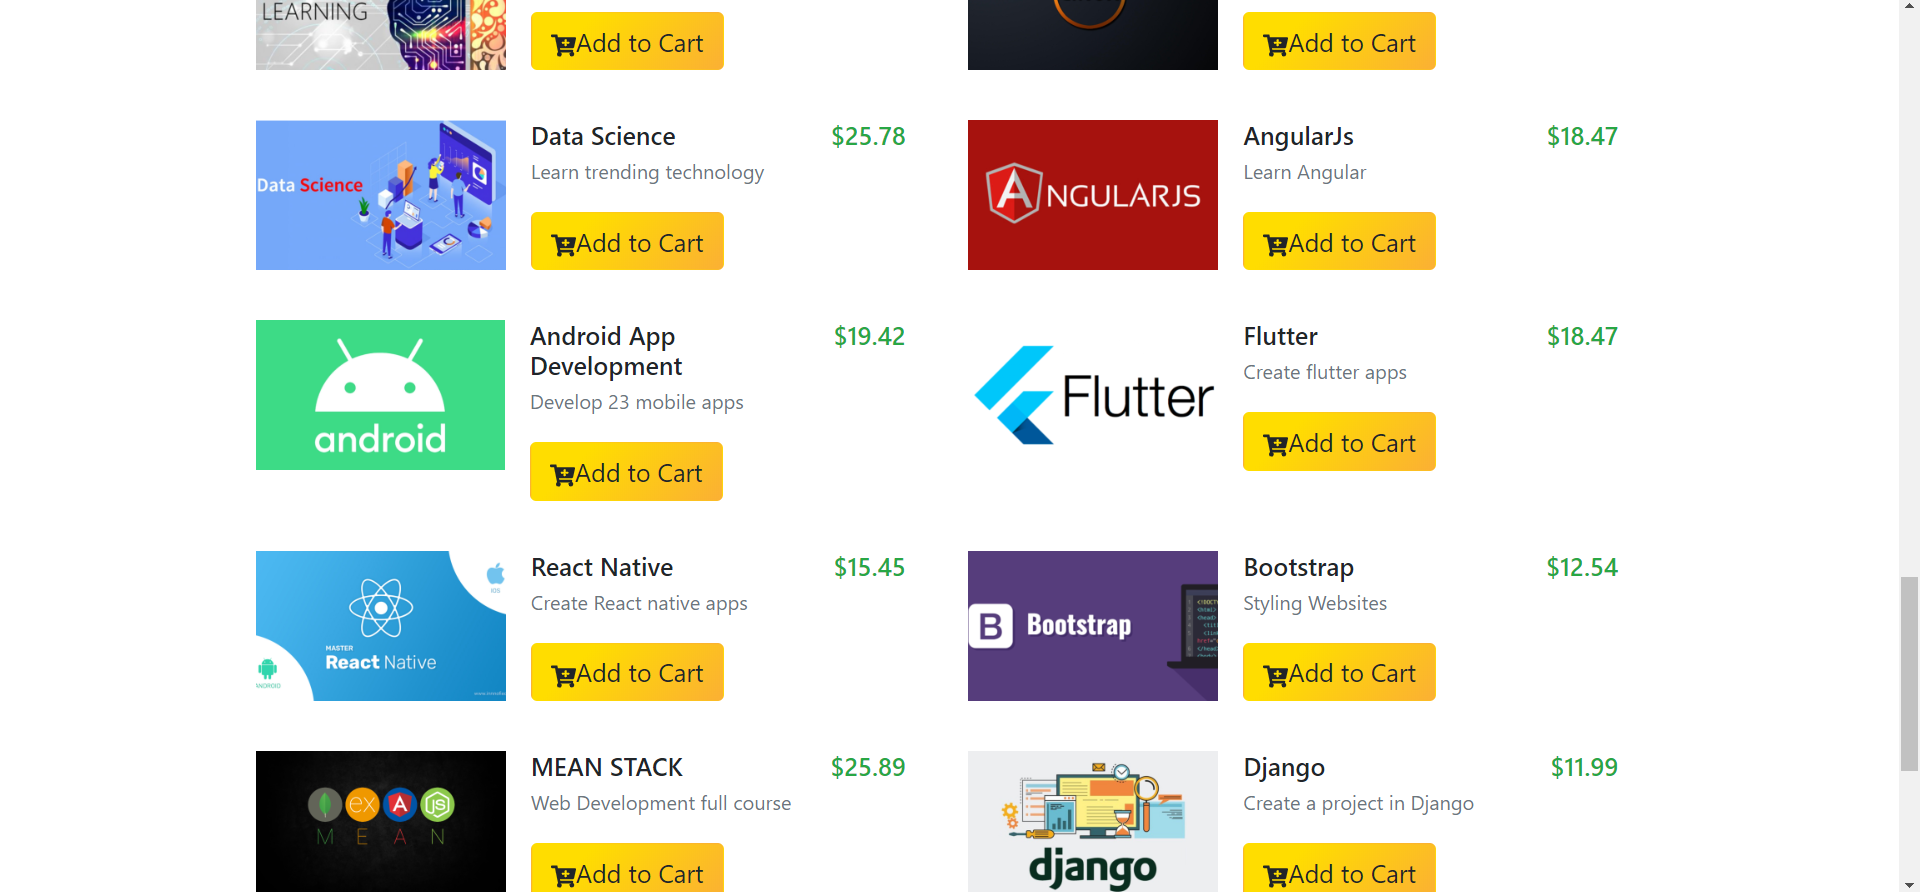 LEARNING
Add to Cart
Add to Cart
Data Science
Data Science
$25.78
Learn trending technology
Add to Cart
ANGULARJS
AngularJs
$18.47
Learn Angular
Add to Cart
android
Android App
Development
$19.42
Develop 23 mobile apps
Add to Cart
Flutter
Flutter
$18.47
Create flutter apps
Add to Cart
iOS
MASTER
React Native
ANDROID
React Native
$15.45
Create React native apps
Add to Cart
B Bootstrap
Bootstrap
$12.54
Styling Websites
Add to Cart
ex A JS
M E A N
MEAN STACK
$25.89
Web Development full course
Add to Cart
django
Django
$11.99
Create a project in Django
Add to Cart